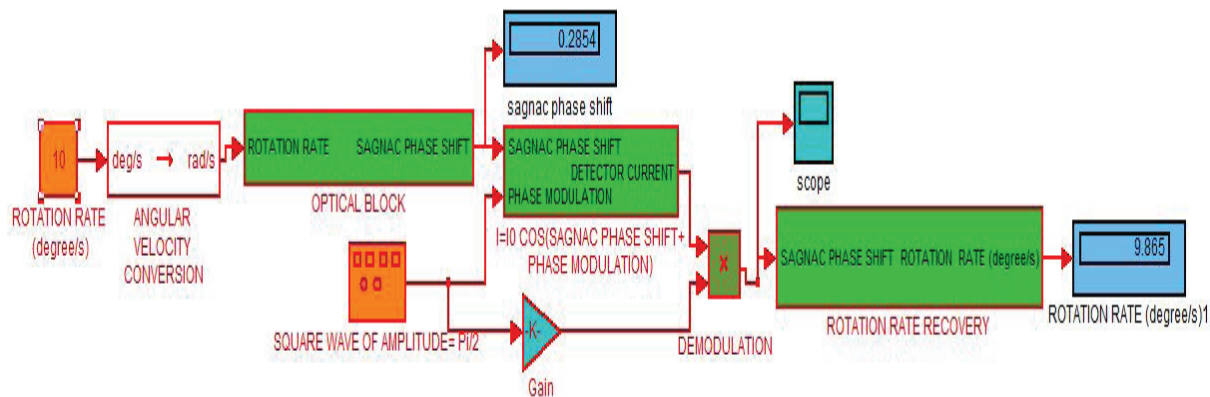 0.2854
sagnac phase shift
10
ROTATION RATE
(degree/s)
deg/s → rad/s
ANGULAR
VELOCITY
CONVERSION
ROTATION RATE SAGNAC PHASE SHIFT
OPTICAL BLOCK
SAGNAC PHASE SHIFT
DETECTOR CURRENT
PHASE MODULATION
I=I0 COS(SAGNAC PHASE SHIFT+
PHASE MODULATION)
SQUARE WAVE OF AMPLITUDE= Pi/2
-K-
Gain
x
DEMODULATION
scope
SAGNAC PHASE SHIFT ROTATION RATE (degree/s)
ROTATION RATE RECOVERY
9.865
ROTATION RATE (degree/s)1